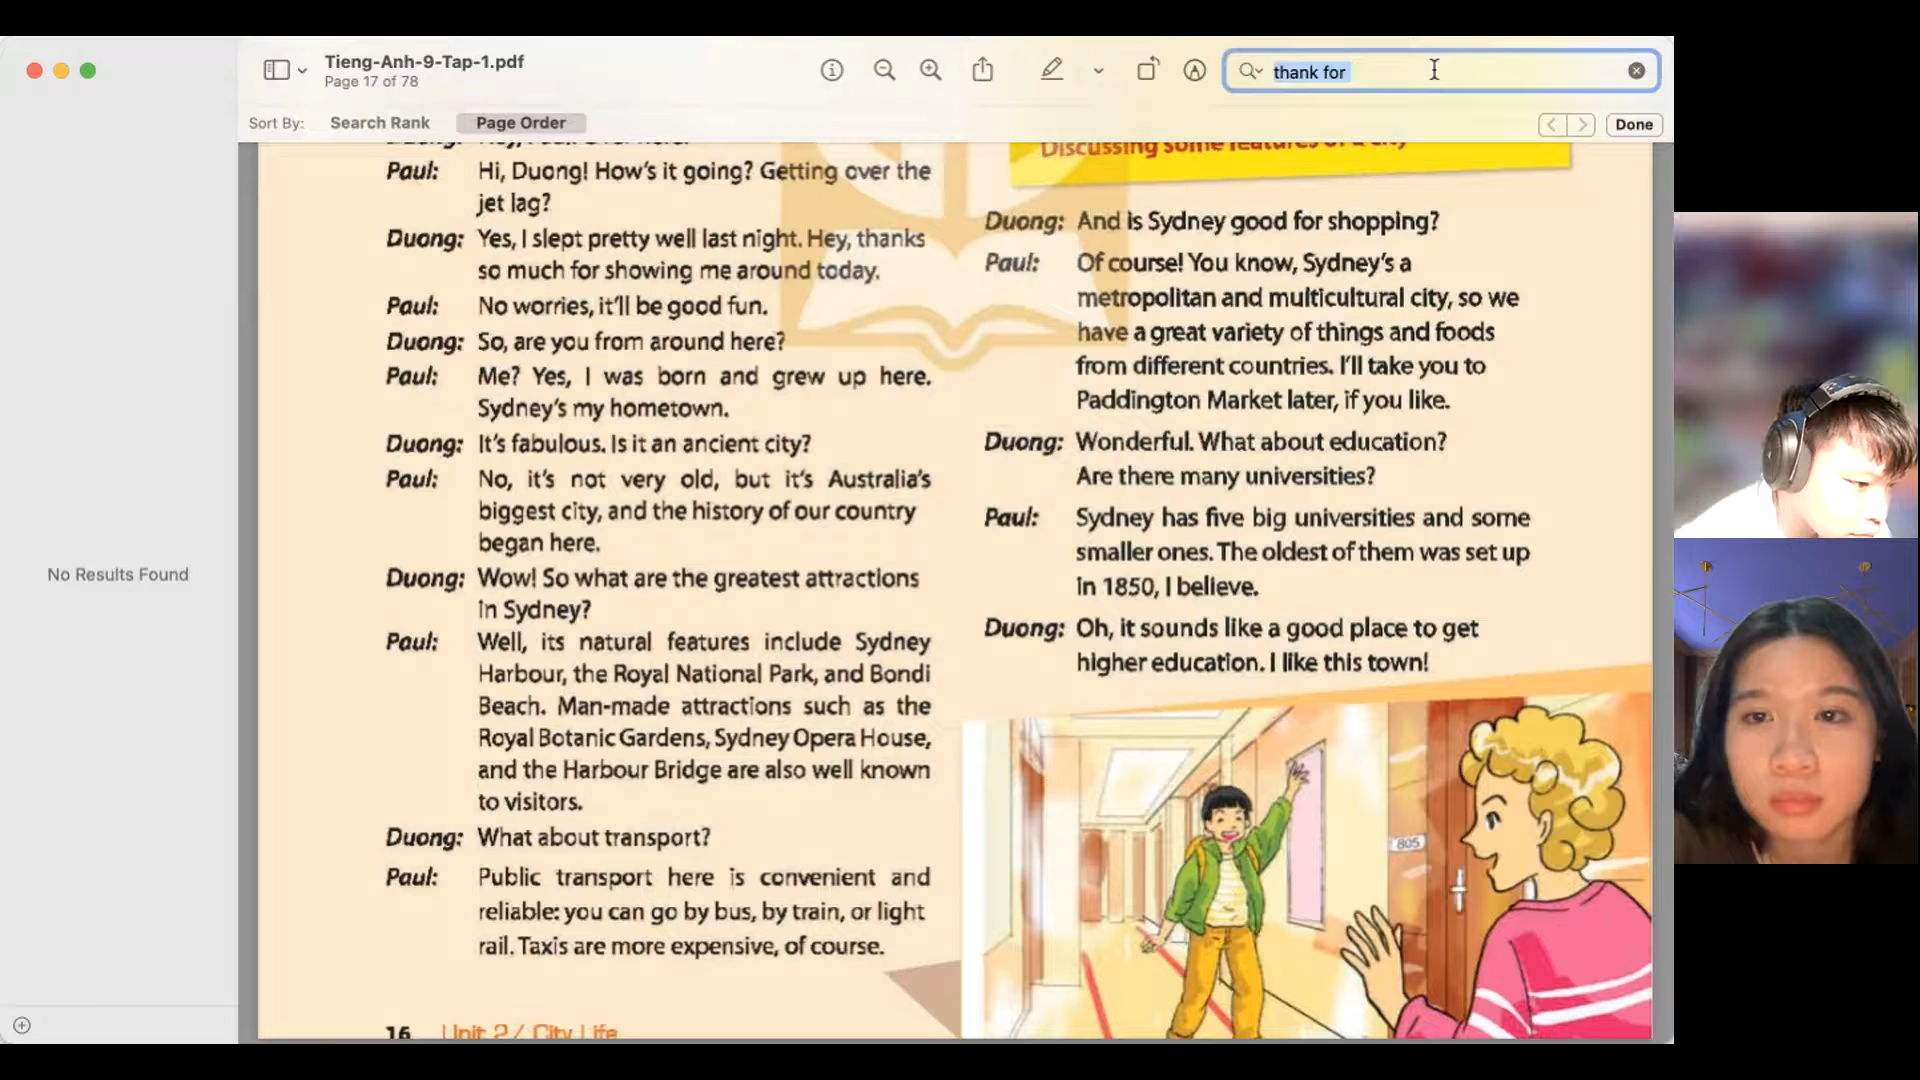 Tieng-Anh-9-Tap-1.pdf
Page 17 of 78
thank for
Sort By:
Search Rank
Page Order
Done
No Results Found
Paul: Hi, Duong! How's it going? Getting over the
jet lag?
Duong: Yes, I slept pretty well last night. Hey, thanks
so much for showing me around today.
Paul: No worries, it'll be good fun.
Duong: So, are you from around here?
Paul: Me? Yes, I was born and grew up here.
Sydney's my hometown.
Duong: It's fabulous. Is it an ancient city?
Paul: No, it's not very old, but it's Australia's
biggest city, and the history of our country
began here.
Duong: Wow! So what are the greatest attractions
in Sydney?
Paul: Well, its natural features include Sydney
Harbour, the Royal National Park, and Bondi
Beach. Man-made attractions such as the
Royal Botanic Gardens, Sydney Opera House,
and the Harbour Bridge are also well known
to visitors.
Duong: What about transport?
Paul: Public transport here is convenient and
reliable: you can go by bus, by train, or light
rail. Taxis are more expensive, of course.
16 Unit 2/ City Life
Discussing some features of a city
Duong: And is Sydney good for shopping?
Paul: Of course! You know, Sydney's a
metropolitan and multicultural city, so we
have a great variety of things and foods
from different countries. I'll take you to
Paddington Market later, if you like.
Duong: Wonderful. What about education?
Are there many universities?
Paul: Sydney has five big universities and some
smaller ones. The oldest of them was set up
in 1850, I believe.
Duong: Oh, it sounds like a good place to get
higher education. I like this town!
805